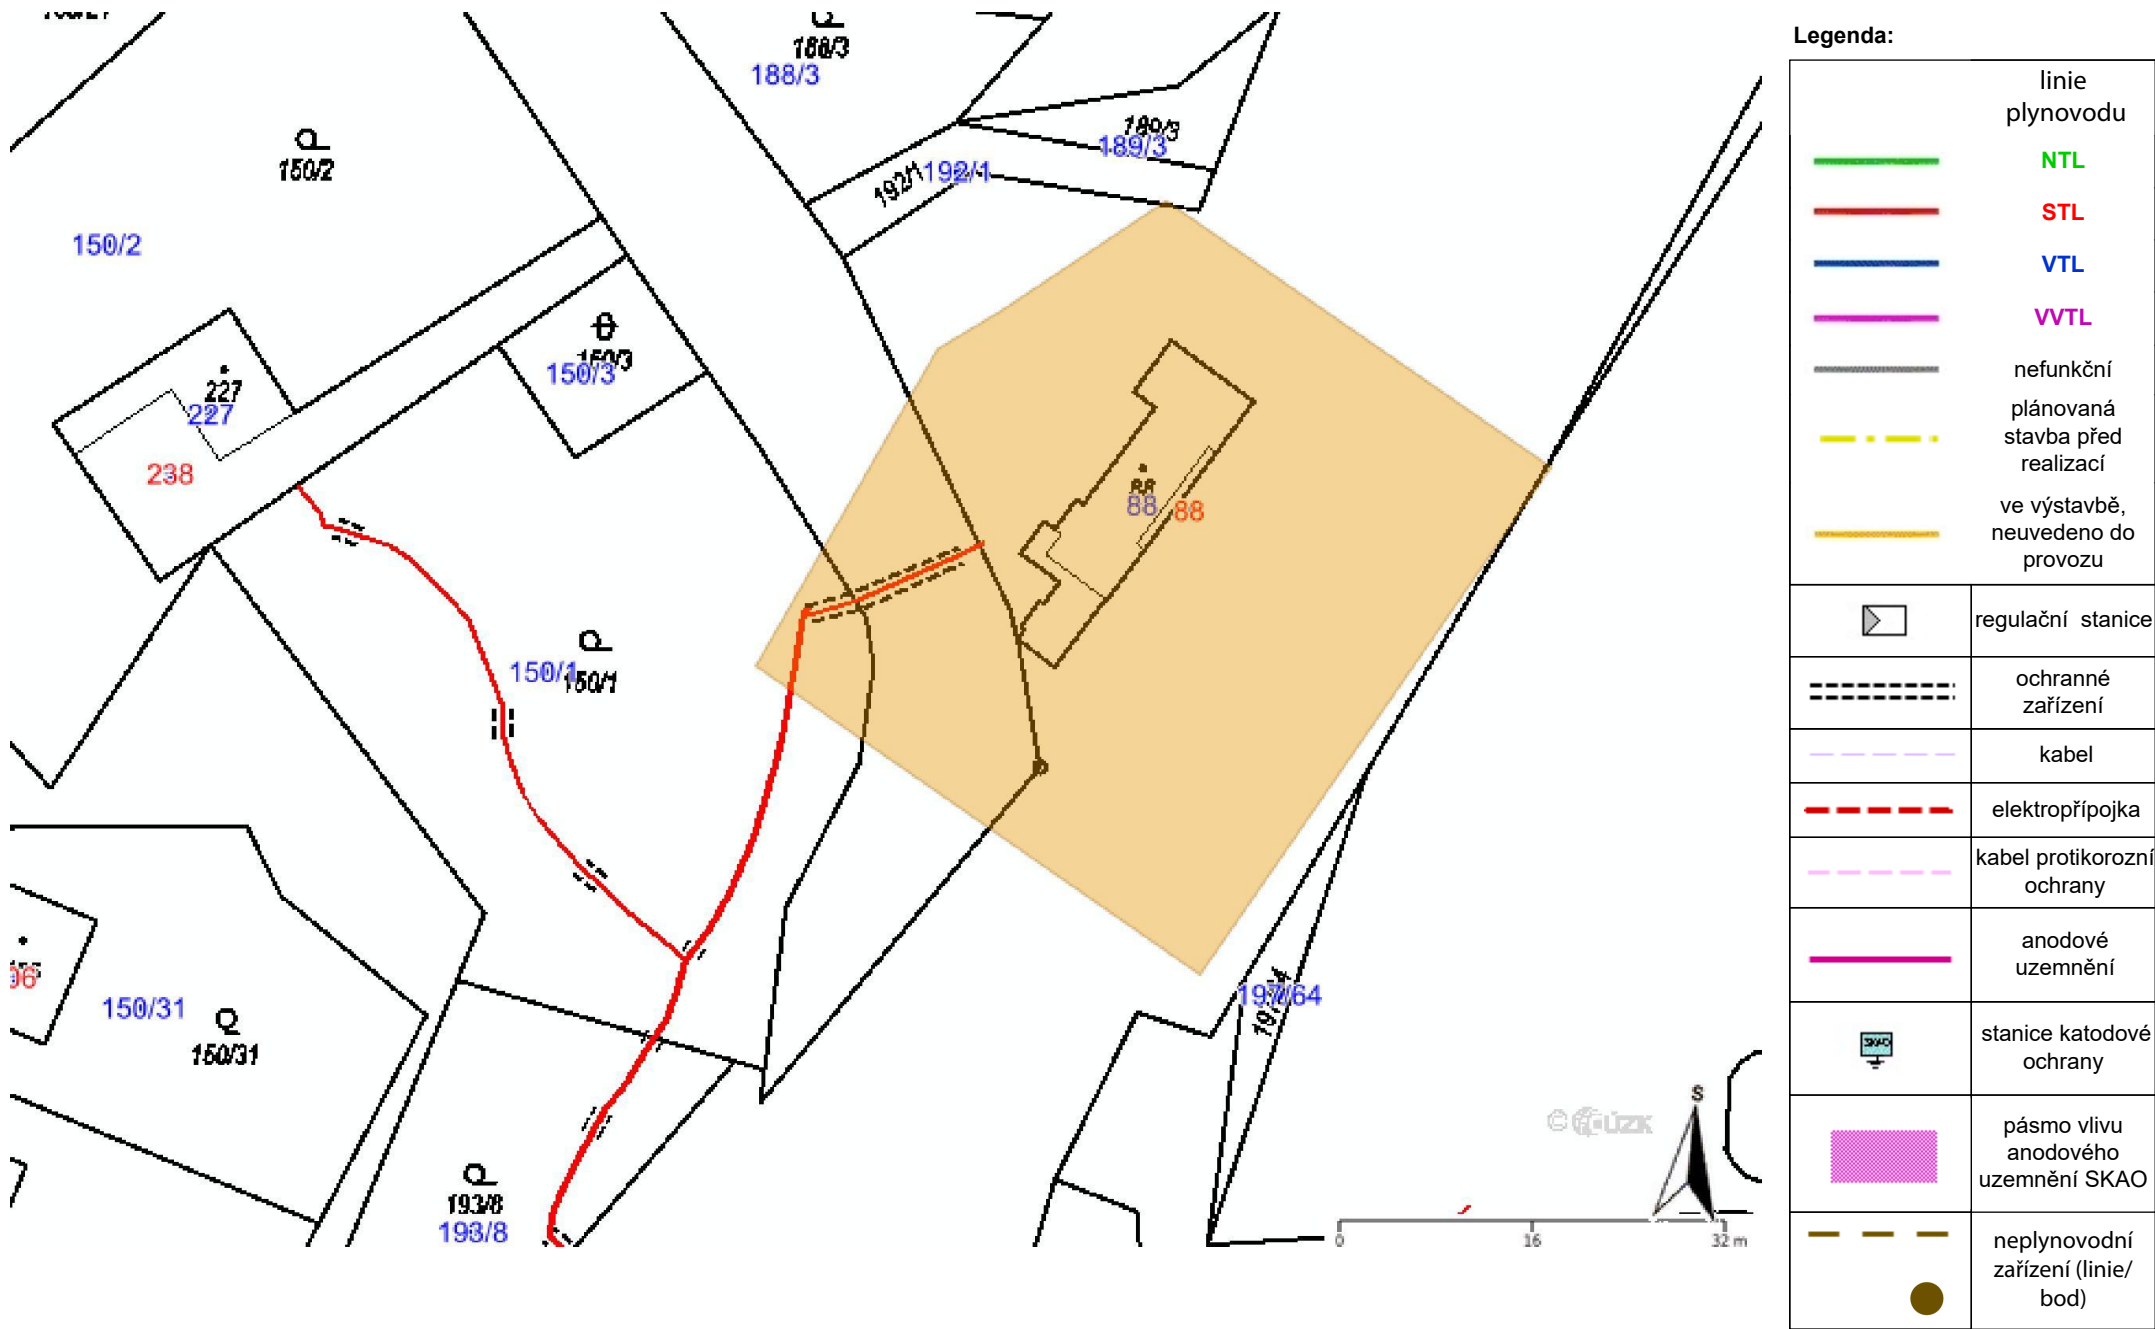 188/3
188/3
189/3
189/3
192/1
192/1
150/2
150/2
150/3
150/3
227
227
238
88
88
88
150/1
150/1
96
150/31
150/31
197/64
193/8
193/8
S
0
16
32 m
Legenda:
linie
plynovodu
NTL
STL
VTL
VVTL
nefunkční
plánovaná
stavba před
realizací
ve výstavbě,
neuvedeno do
provozu
regulační stanice
ochranné
zařízení
kabel
elektropřípojka
kabel protikorozní
ochrany
anodové
uzemnění
SKAO
stanice katodové
ochrany
pásmo vlivu
anodového
uzemnění SKAO
neplynovodní
zařízení (linie/
bod)